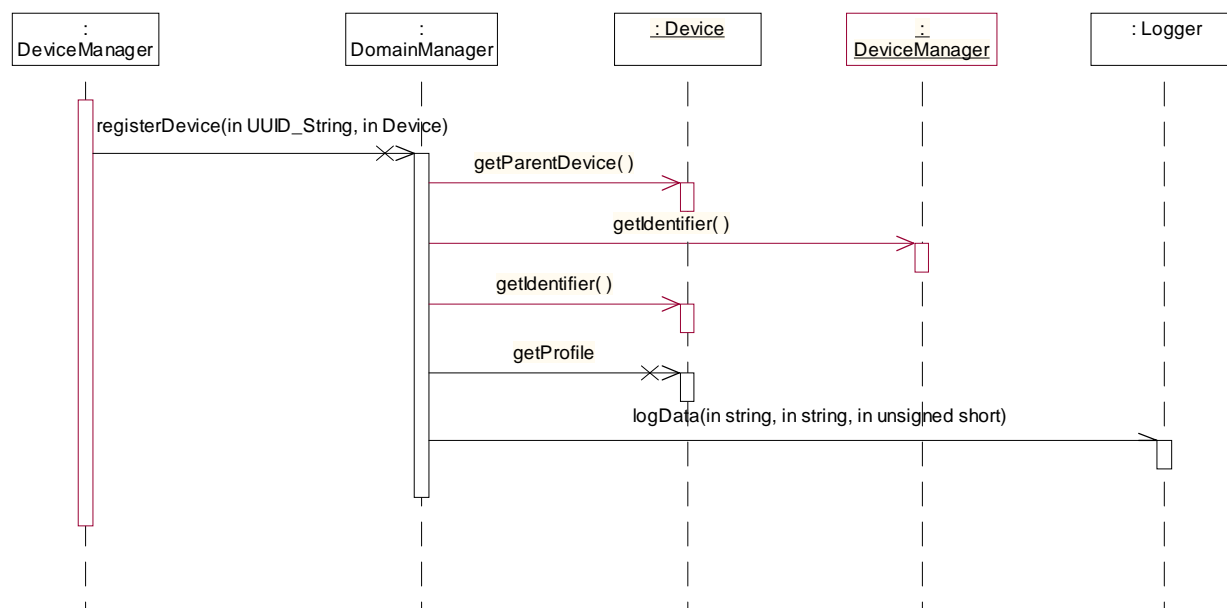 :
DeviceManager
:
DomainManager
: Device
:
DeviceManager
: Logger
registerDevice(in UUID_String, in Device)
getParentDevice( )
getIdentifier( )
getIdentifier( )
getProfile
logData(in string, in string, in unsigned short)